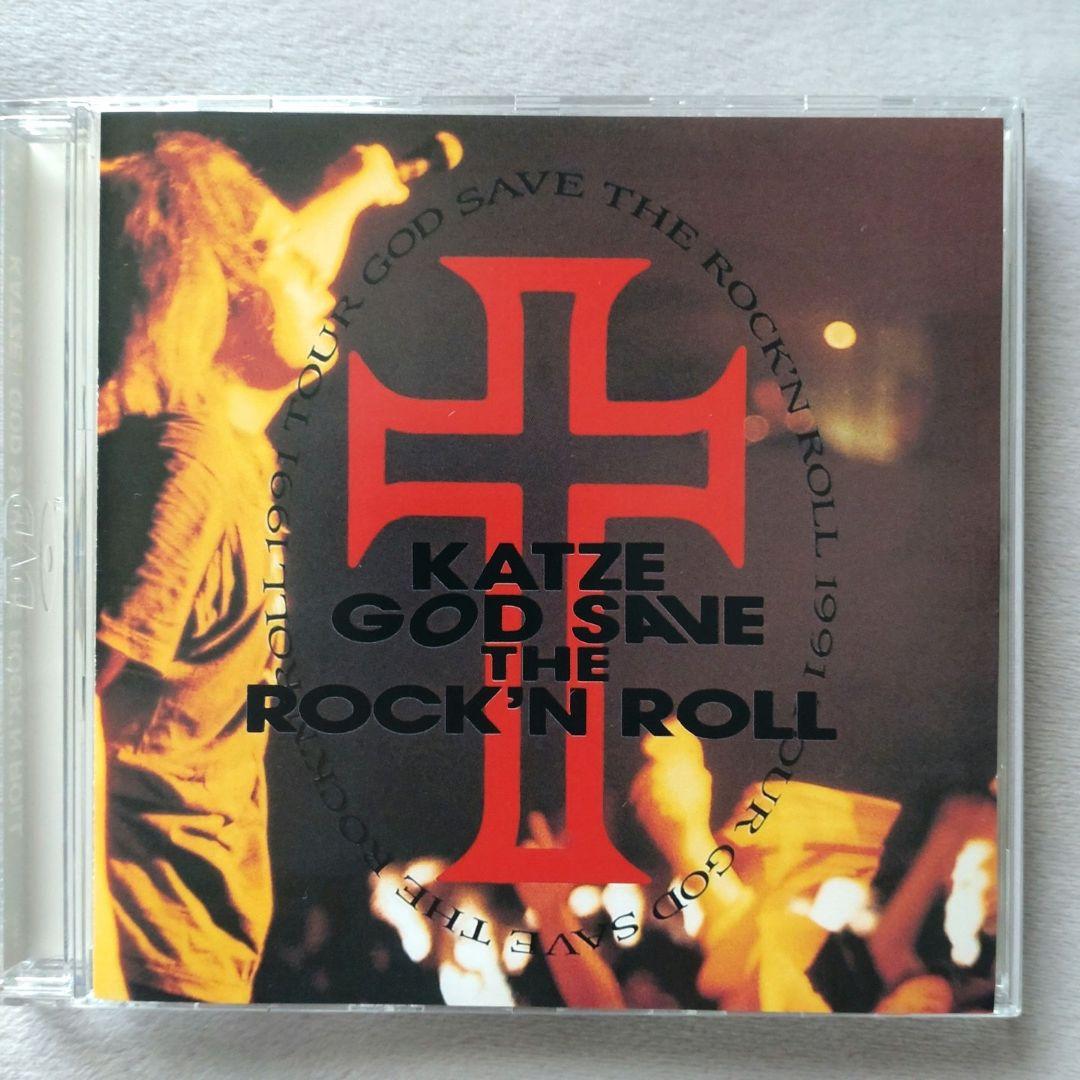 TOUR GOD SAVE THE ROCK'N ROLL 1991
TOUR GOD SAVE THE ROCK'N ROLL 1991
KATZE
GOD SAVE
THE
ROCK'N ROLL